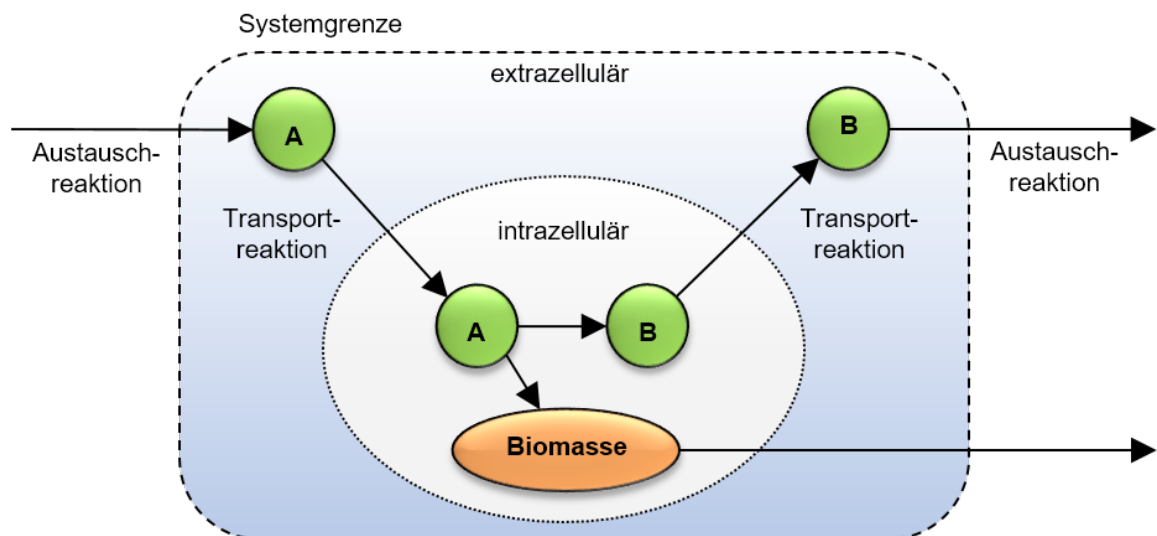 Systemgrenze
extrazellulär
A
B
Austausch-
reaktion
Austausch-
reaktion
Transport-
reaktion
Transport-
reaktion
intrazellulär
A
B
Biomasse